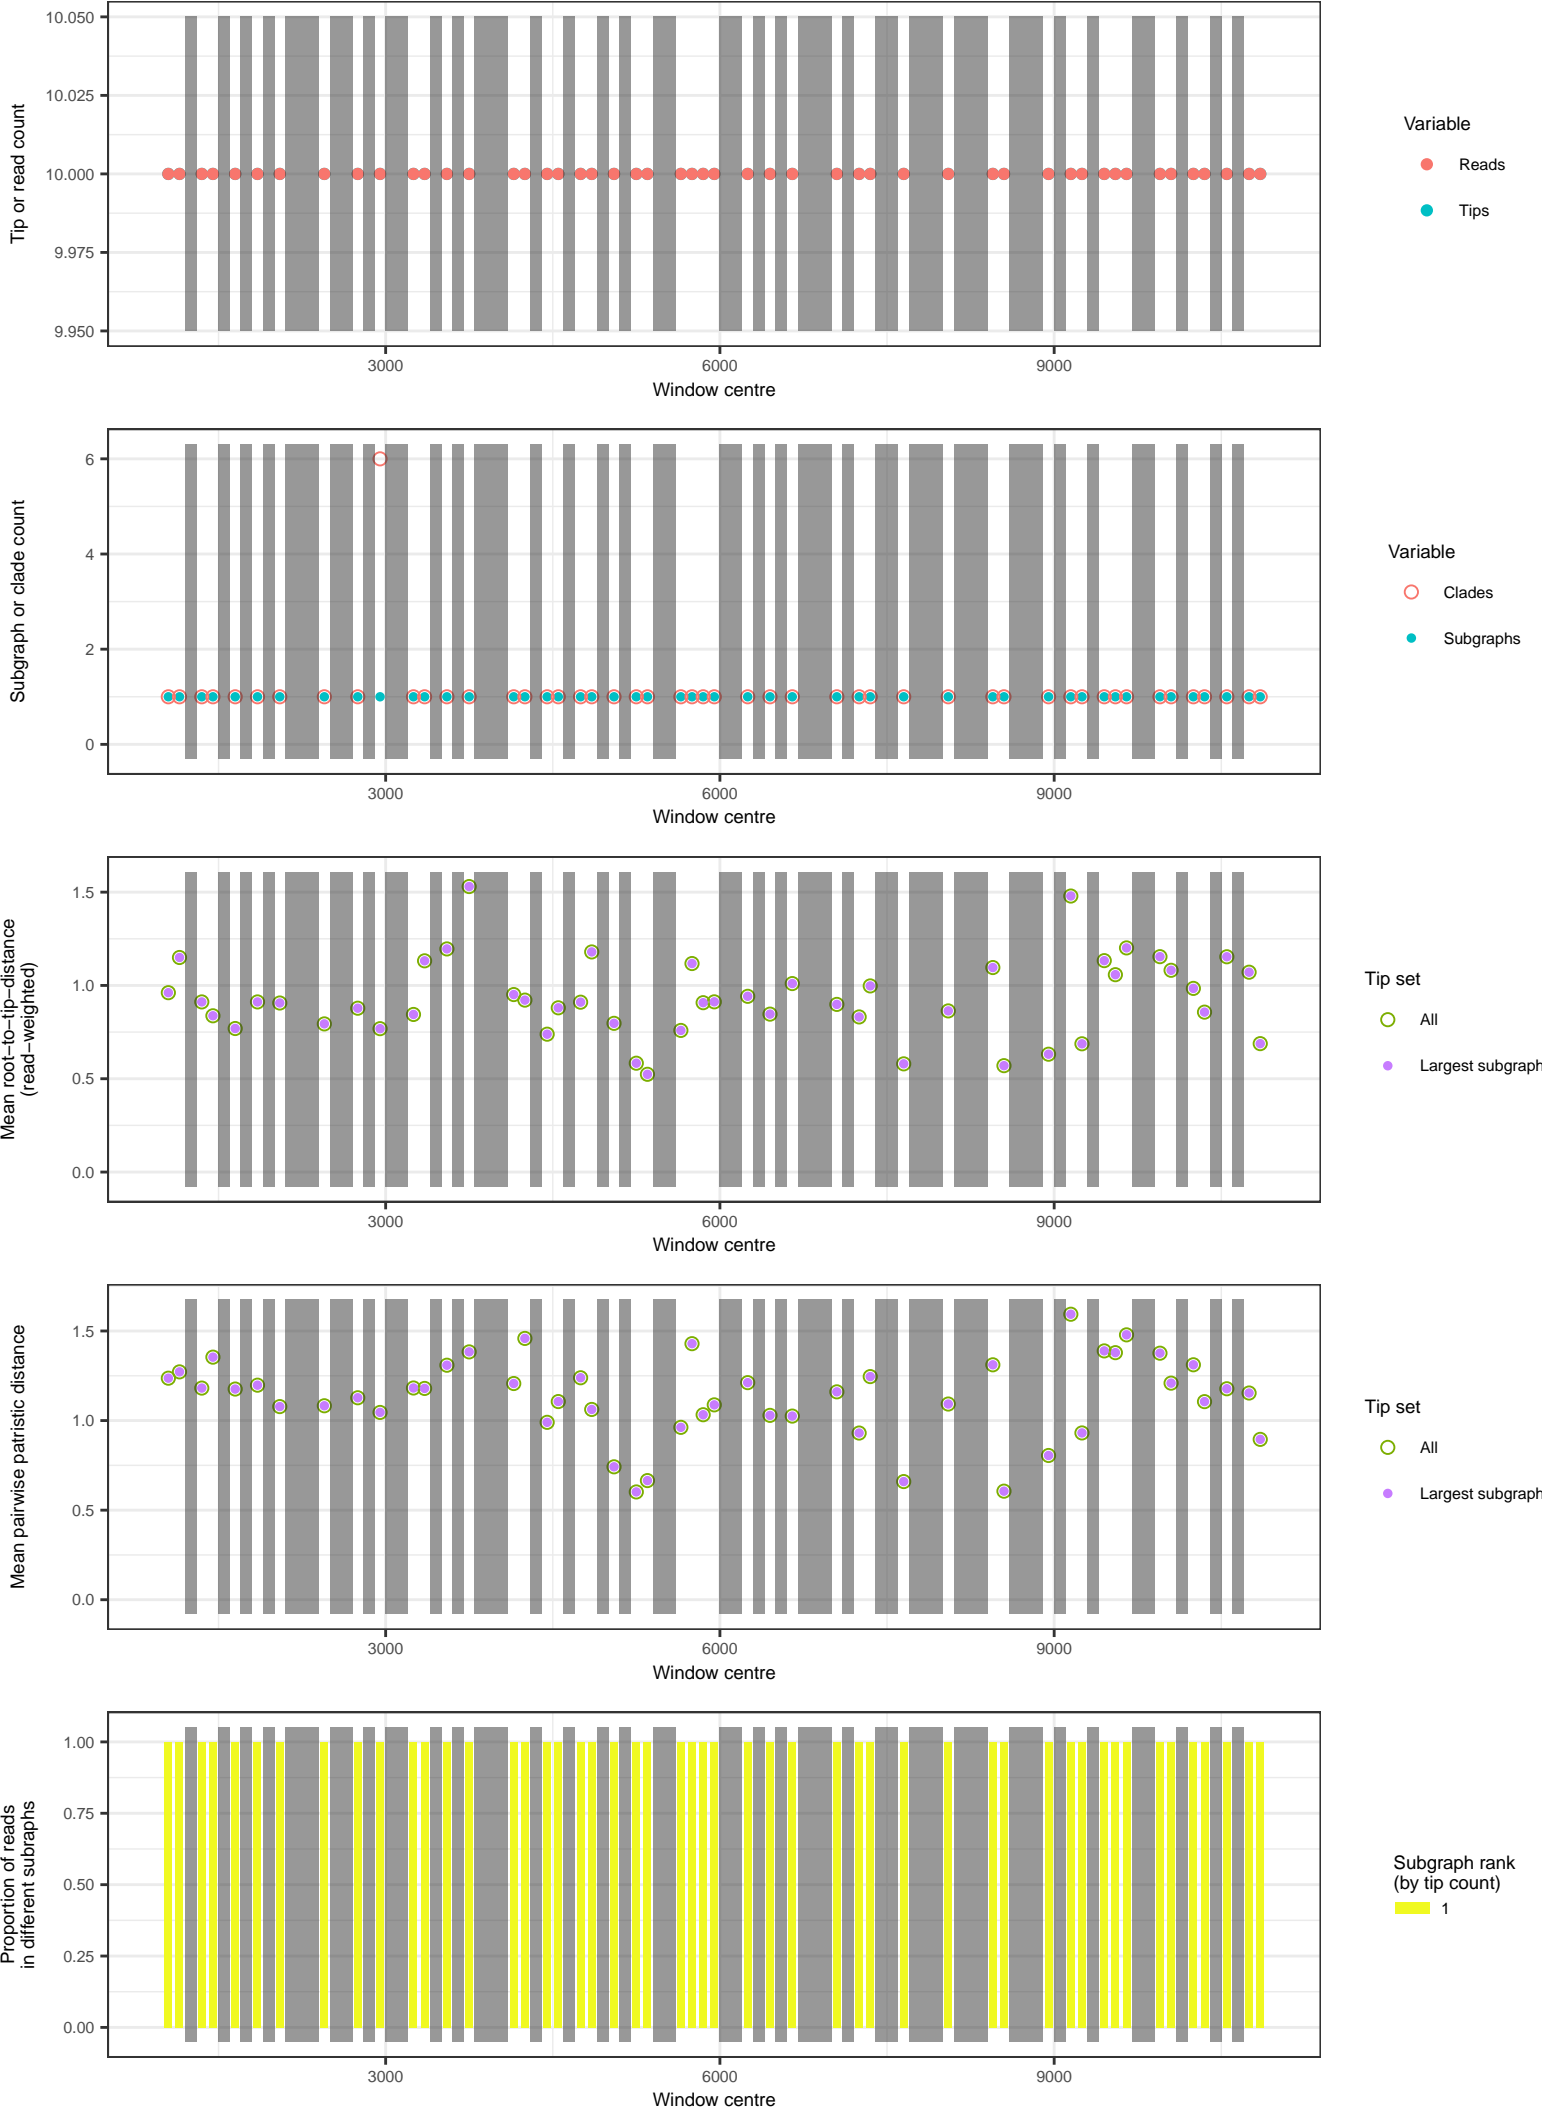 10.050
10.025
10.000
9.975
9.950
Tip or read count
3000
6000
9000
Window centre
Variable
Reads
Tips
6
4
2
0
Subgraph or clade count
3000
6000
9000
Window centre
Variable
Clades
Subgraphs
1.5
1.0
0.5
0.0
Mean root−to−tip−distance
(read−weighted)
3000
6000
9000
Window centre
Tip set
All
Largest subgraph
1.5
1.0
0.5
0.0
Mean pairwise patristic distance
3000
6000
9000
Window centre
Tip set
All
Largest subgraph
1.00
0.75
0.50
0.25
0.00
Proportion of reads
in different subraphs
3000
6000
9000
Window centre
Subgraph rank
(by tip count)
1